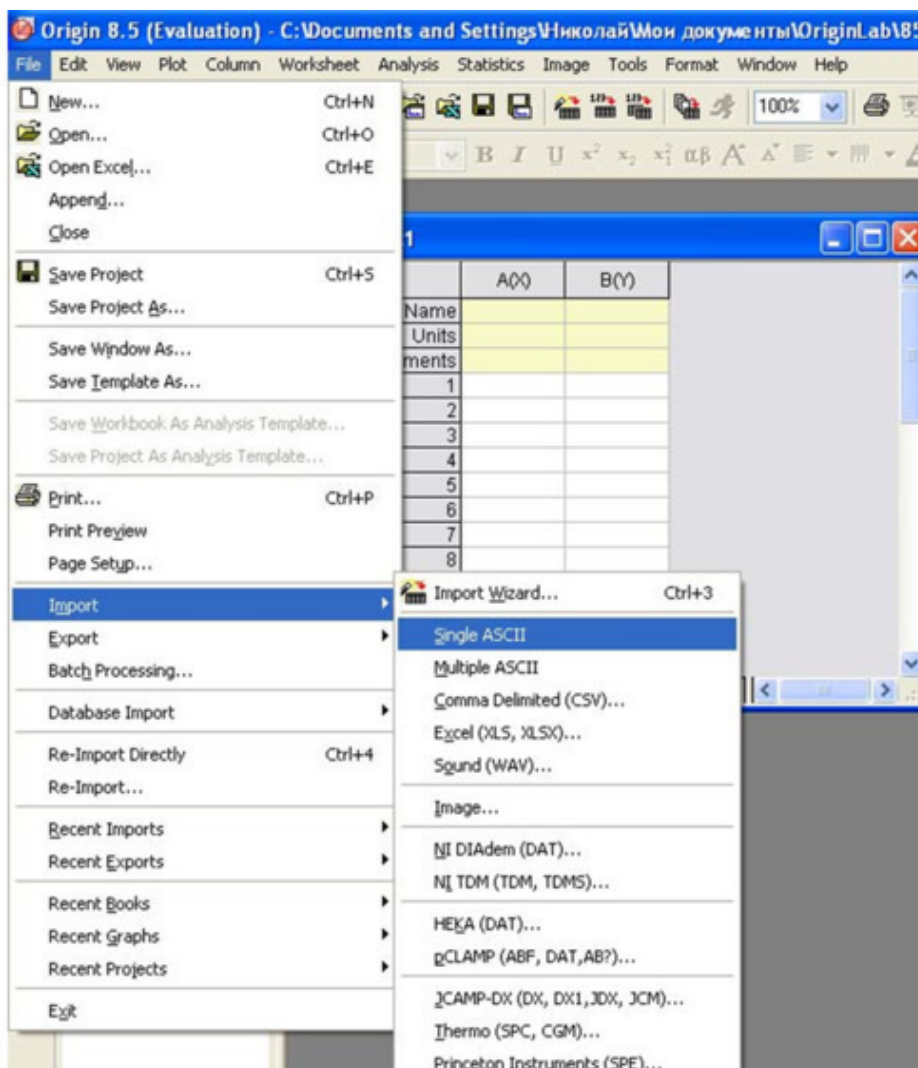 Origin 8.5 (Evaluation) - C:\Documents and Settings\Николай\Мои документы\OriginLab\85
File Edit View Plot Column Worksheet Analysis Statistics Image Tools Format Window Help
New... Ctrl+N
Open... Ctrl+O
Open Excel... Ctrl+E
Append...
Close
Save Project Ctrl+S
Save Project As...
Save Window As...
Save Template As...
Save Workbook As Analysis Template...
Save Project As Analysis Template...
Print... Ctrl+P
Print Preview
Page Setup...
Import
Export
Batch Processing...
Database Import
Re-Import Directly Ctrl+4
Re-Import...
Recent Imports
Recent Exports
Recent Books
Recent Graphs
Recent Projects
Exit
100%
B I U x² x₂ αβ A A
1
A(X) B(Y)
Name
Units
ments
1
2
3
4
5
6
7
8
Import Wizard... Ctrl+3
Single ASCII
Multiple ASCII
Comma Delimited (CSV)...
Excel (XLS, XLSX)...
Sound (WAV)...
Image...
NI DIAdem (DAT)...
NI TDM (TDM, TDMS)...
HEKA (DAT)...
pCLAMP (ABF, DAT,AB?)...
JCAMP-DX (DX, DX1,JDX, JCM)...
Thermo (SPC, CGM)...
Princeton Instruments (SPE)...